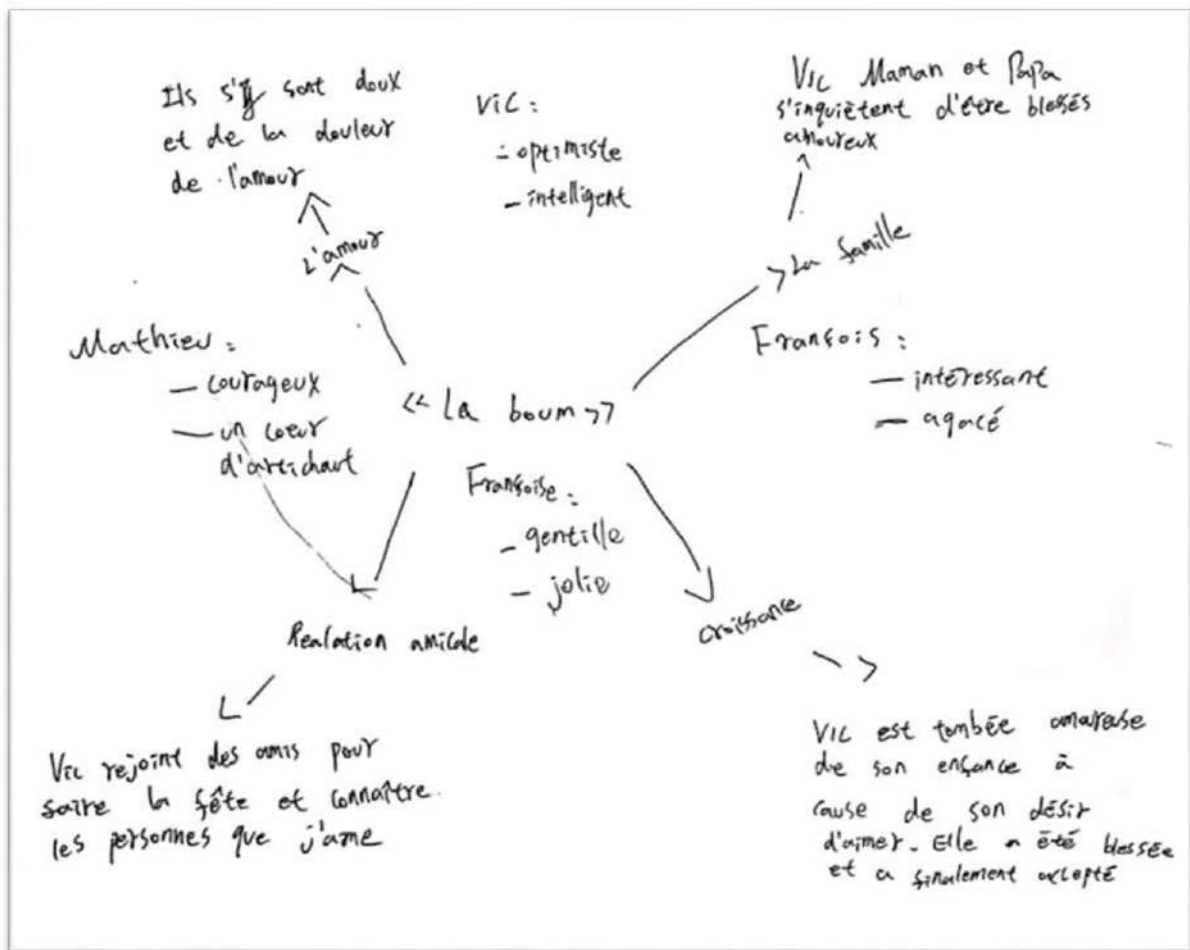 Ils s'y sont doux
et de la douleur
de l'amour
L'amour
Vic :
- optimiste
- intelligent
Vic Maman et Papa
s'inquiètent d'être blessés
amoureux
La famille
Mathieu :
- courageux
- un coeur
d'artichaut
« La boum »
François :
- intéressant
- agacé
Françoise :
- gentille
- jolie
Realation amicale
Croissance
Vic rejoint des amis pour
faire la fête et connaître
les personnes que j'ame
Vic est tombée amareuse
de son enfance à
cause de son désir
d'aimer. Elle a été blessée
et a finalement accepté